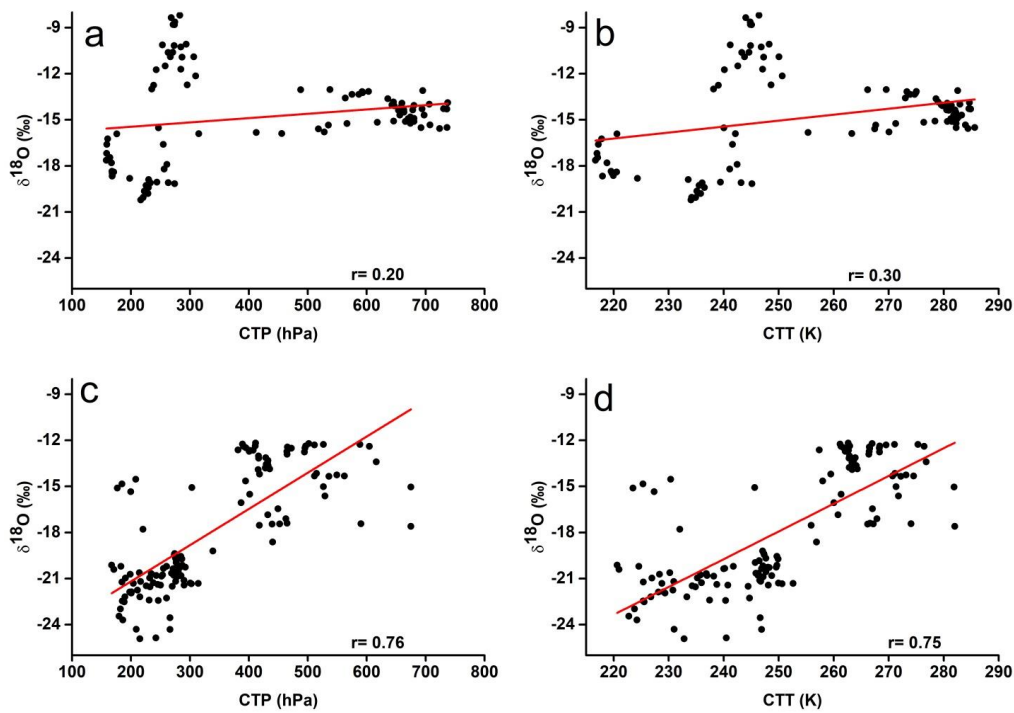 a
-9
-12
-15
-18
-21
-24
δ18O (‰)
r= 0.20
100 200 300 400 500 600 700 800
CTP (hPa)
b
-9
-12
-15
-18
-21
-24
δ18O (‰)
r= 0.30
220 230 240 250 260 270 280 290
CTT (K)
c
-9
-12
-15
-18
-21
-24
δ18O (‰)
r= 0.76
100 200 300 400 500 600 700 800
CTP (hPa)
d
-9
-12
-15
-18
-21
-24
δ18O (‰)
r= 0.75
220 230 240 250 260 270 280 290
CTT (K)